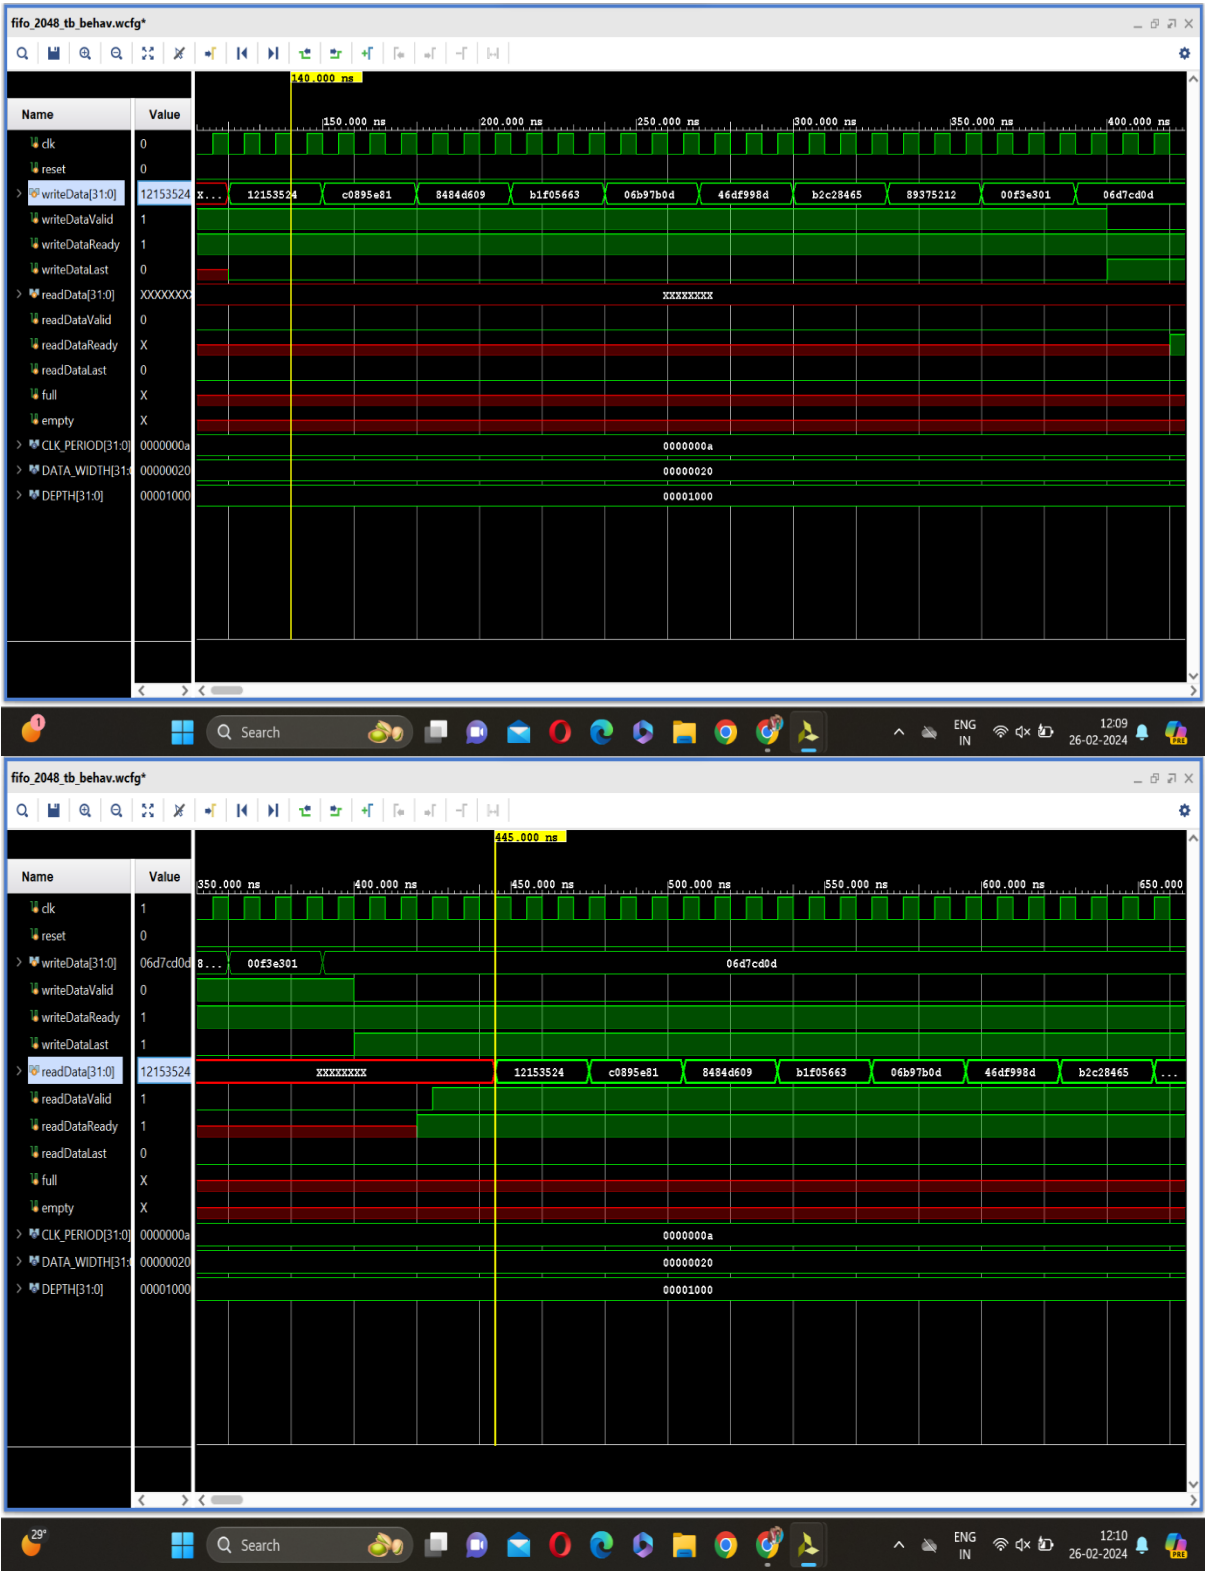 fifo_2048_tb_behav.wcfg*
140.000 ns
Name Value
150.000 ns 200.000 ns 250.000 ns 300.000 ns 350.000 ns 400.000 ns
clk 0
reset 0
writeData[31:0] 12153524 x... 12153524 c0895e81 8484d609 b1f05663 06b97b0d 46df998d b2c28465 89375212 00f3e301 06d7cd0d
writeDataValid 1
writeDataReady 1
writeDataLast 0
readData[31:0] XXXXXXXX XXXXXXXX
readDataValid 0
readDataReady X
readDataLast 0
full X
empty X
CLK_PERIOD[31:0] 0000000a 0000000a
DATA_WIDTH[31: 00000020 00000020
DEPTH[31:0] 00001000 00001000
1 Search ENG IN 12:09 26-02-2024 PRE
fifo_2048_tb_behav.wcfg*
445.000 ns
Name Value
350.000 ns 400.000 ns 450.000 ns 500.000 ns 550.000 ns 600.000 ns 650.000
clk 1
reset 0
writeData[31:0] 06d7cd0d 8... 00f3e301 06d7cd0d
writeDataValid 0
writeDataReady 1
writeDataLast 1
readData[31:0] 12153524 XXXXXXXX 12153524 c0895e81 8484d609 b1f05663 06b97b0d 46df998d b2c28465 ...
readDataValid 1
readDataReady 1
readDataLast 0
full X
empty X
CLK_PERIOD[31:0] 0000000a 0000000a
DATA_WIDTH[31: 00000020 00000020
DEPTH[31:0] 00001000 00001000
29° Search ENG IN 12:10 26-02-2024 PRE